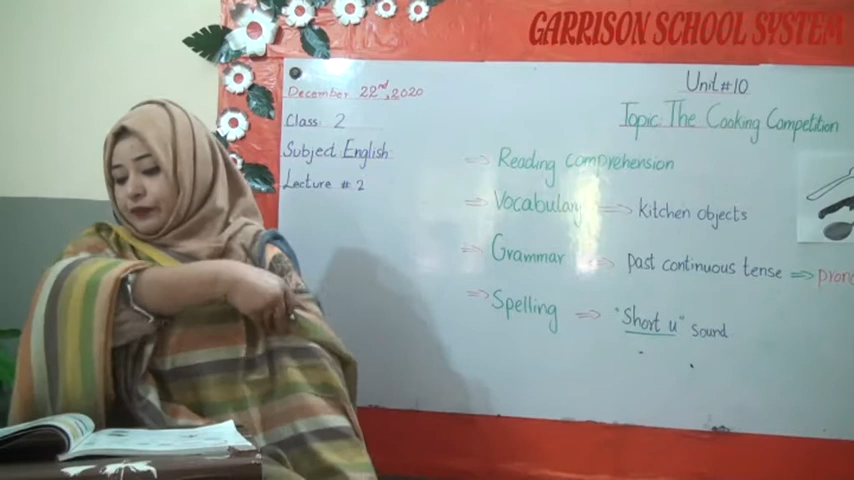 GARRISON SCHOOL SYSTEM
December 22nd, 2020
Class: 2
Subject: English
Lecture # 2
Unit # 10
Topic: The Cooking Competition
⇒ Reading comprehension
⇒ Vocabulary ⇒ kitchen objects
⇒ Grammar ⇒ past continuous tense ⇒
⇒ Spelling ⇒ "Short u" sound